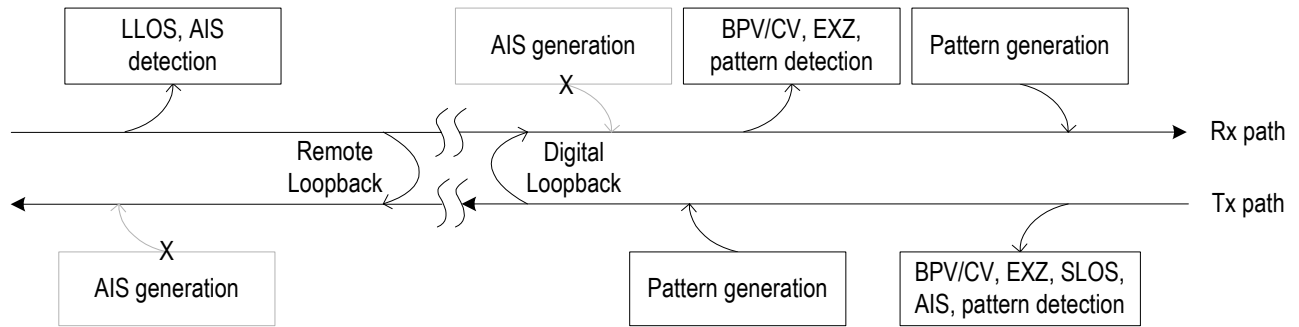 LLOS, AIS
detection
AIS generation
BPV/CV, EXZ,
pattern detection
Pattern generation
X
Rx path
Remote
Loopback
Digital
Loopback
Tx path
X
AIS generation
Pattern generation
BPV/CV, EXZ, SLOS,
AIS, pattern detection